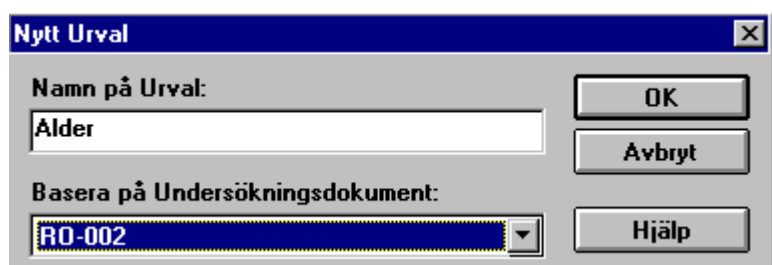 Nytt Urval
Namn på Urval:
Alder
Basera på Undersökningsdokument:
RO-002
OK
Avbryt
Hjälp